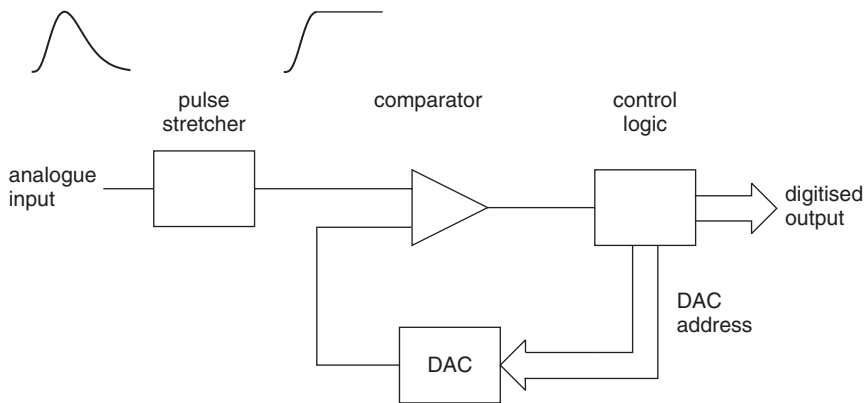 pulse
stretcher
comparator
control
logic
analogue
input
digitised
output
DAC
address
DAC